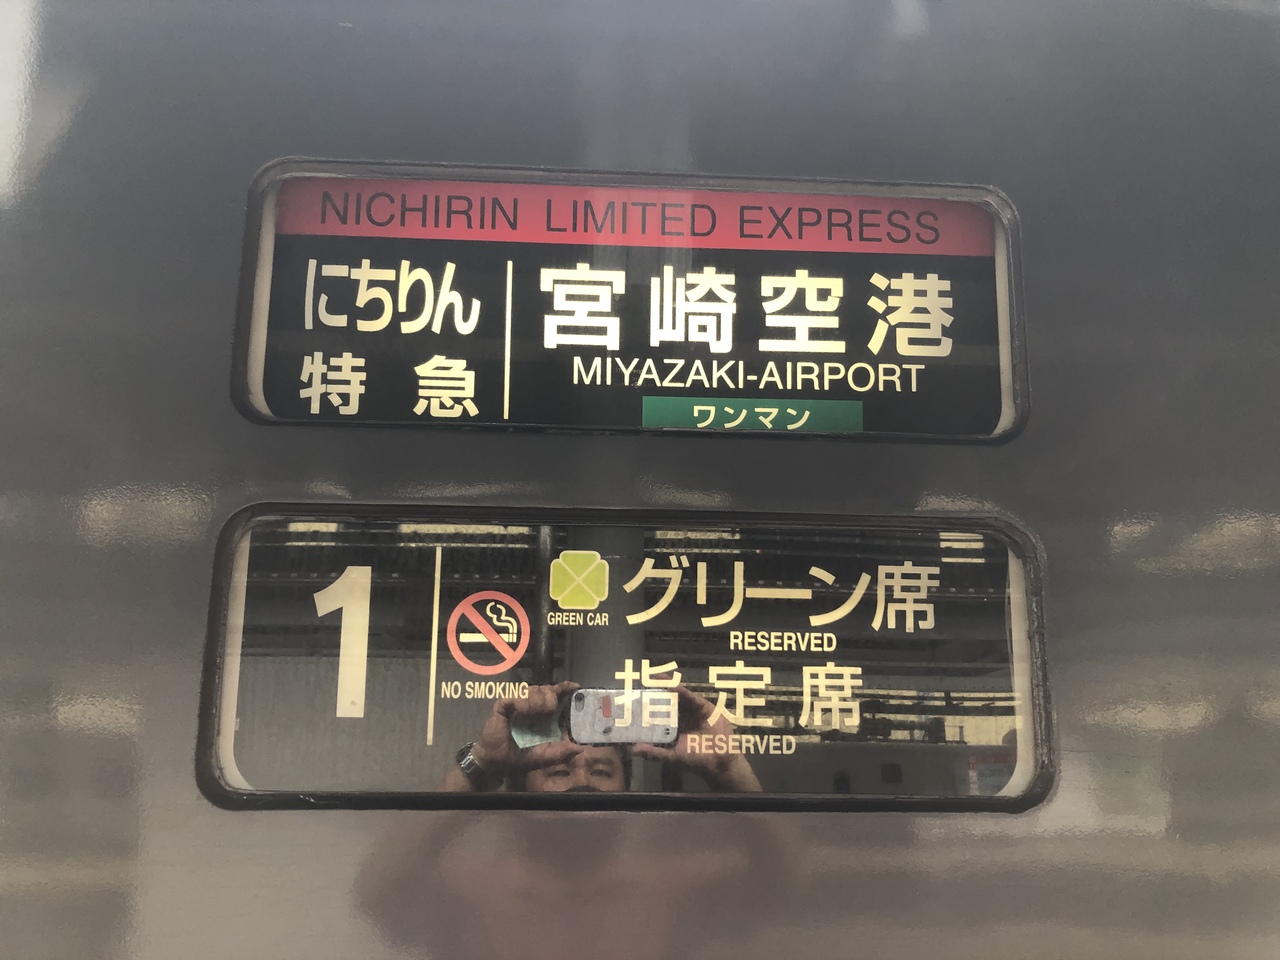 NICHIRIN LIMITED EXPRESS
にちりん
特急
宮崎空港
MIYAZAKI-AIRPORT
ワンマン
1
NO SMOKING
GREEN CAR
グリーン席
RESERVED
指定席
RESERVED